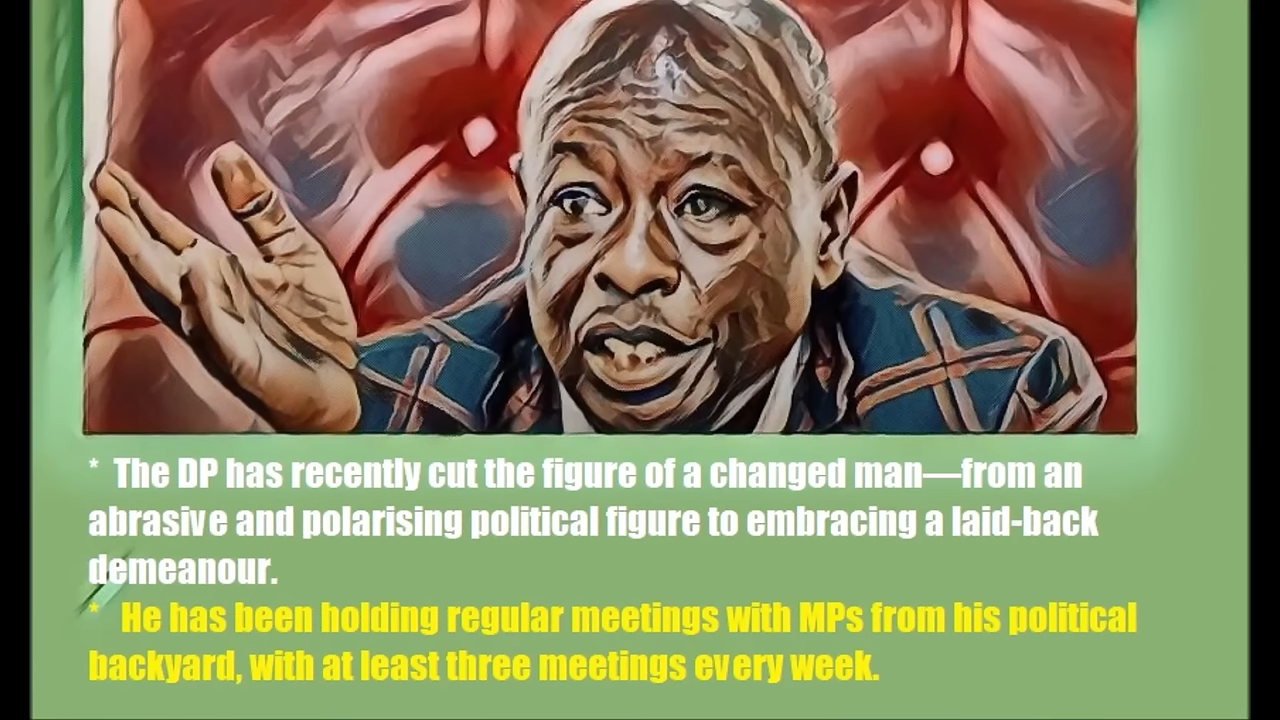 * The DP has recently cut the figure of a changed man—from an
abrasive and polarising political figure to embracing a laid-back
demeanour.
* He has been holding regular meetings with MPs from his political
backyard, with at least three meetings every week.